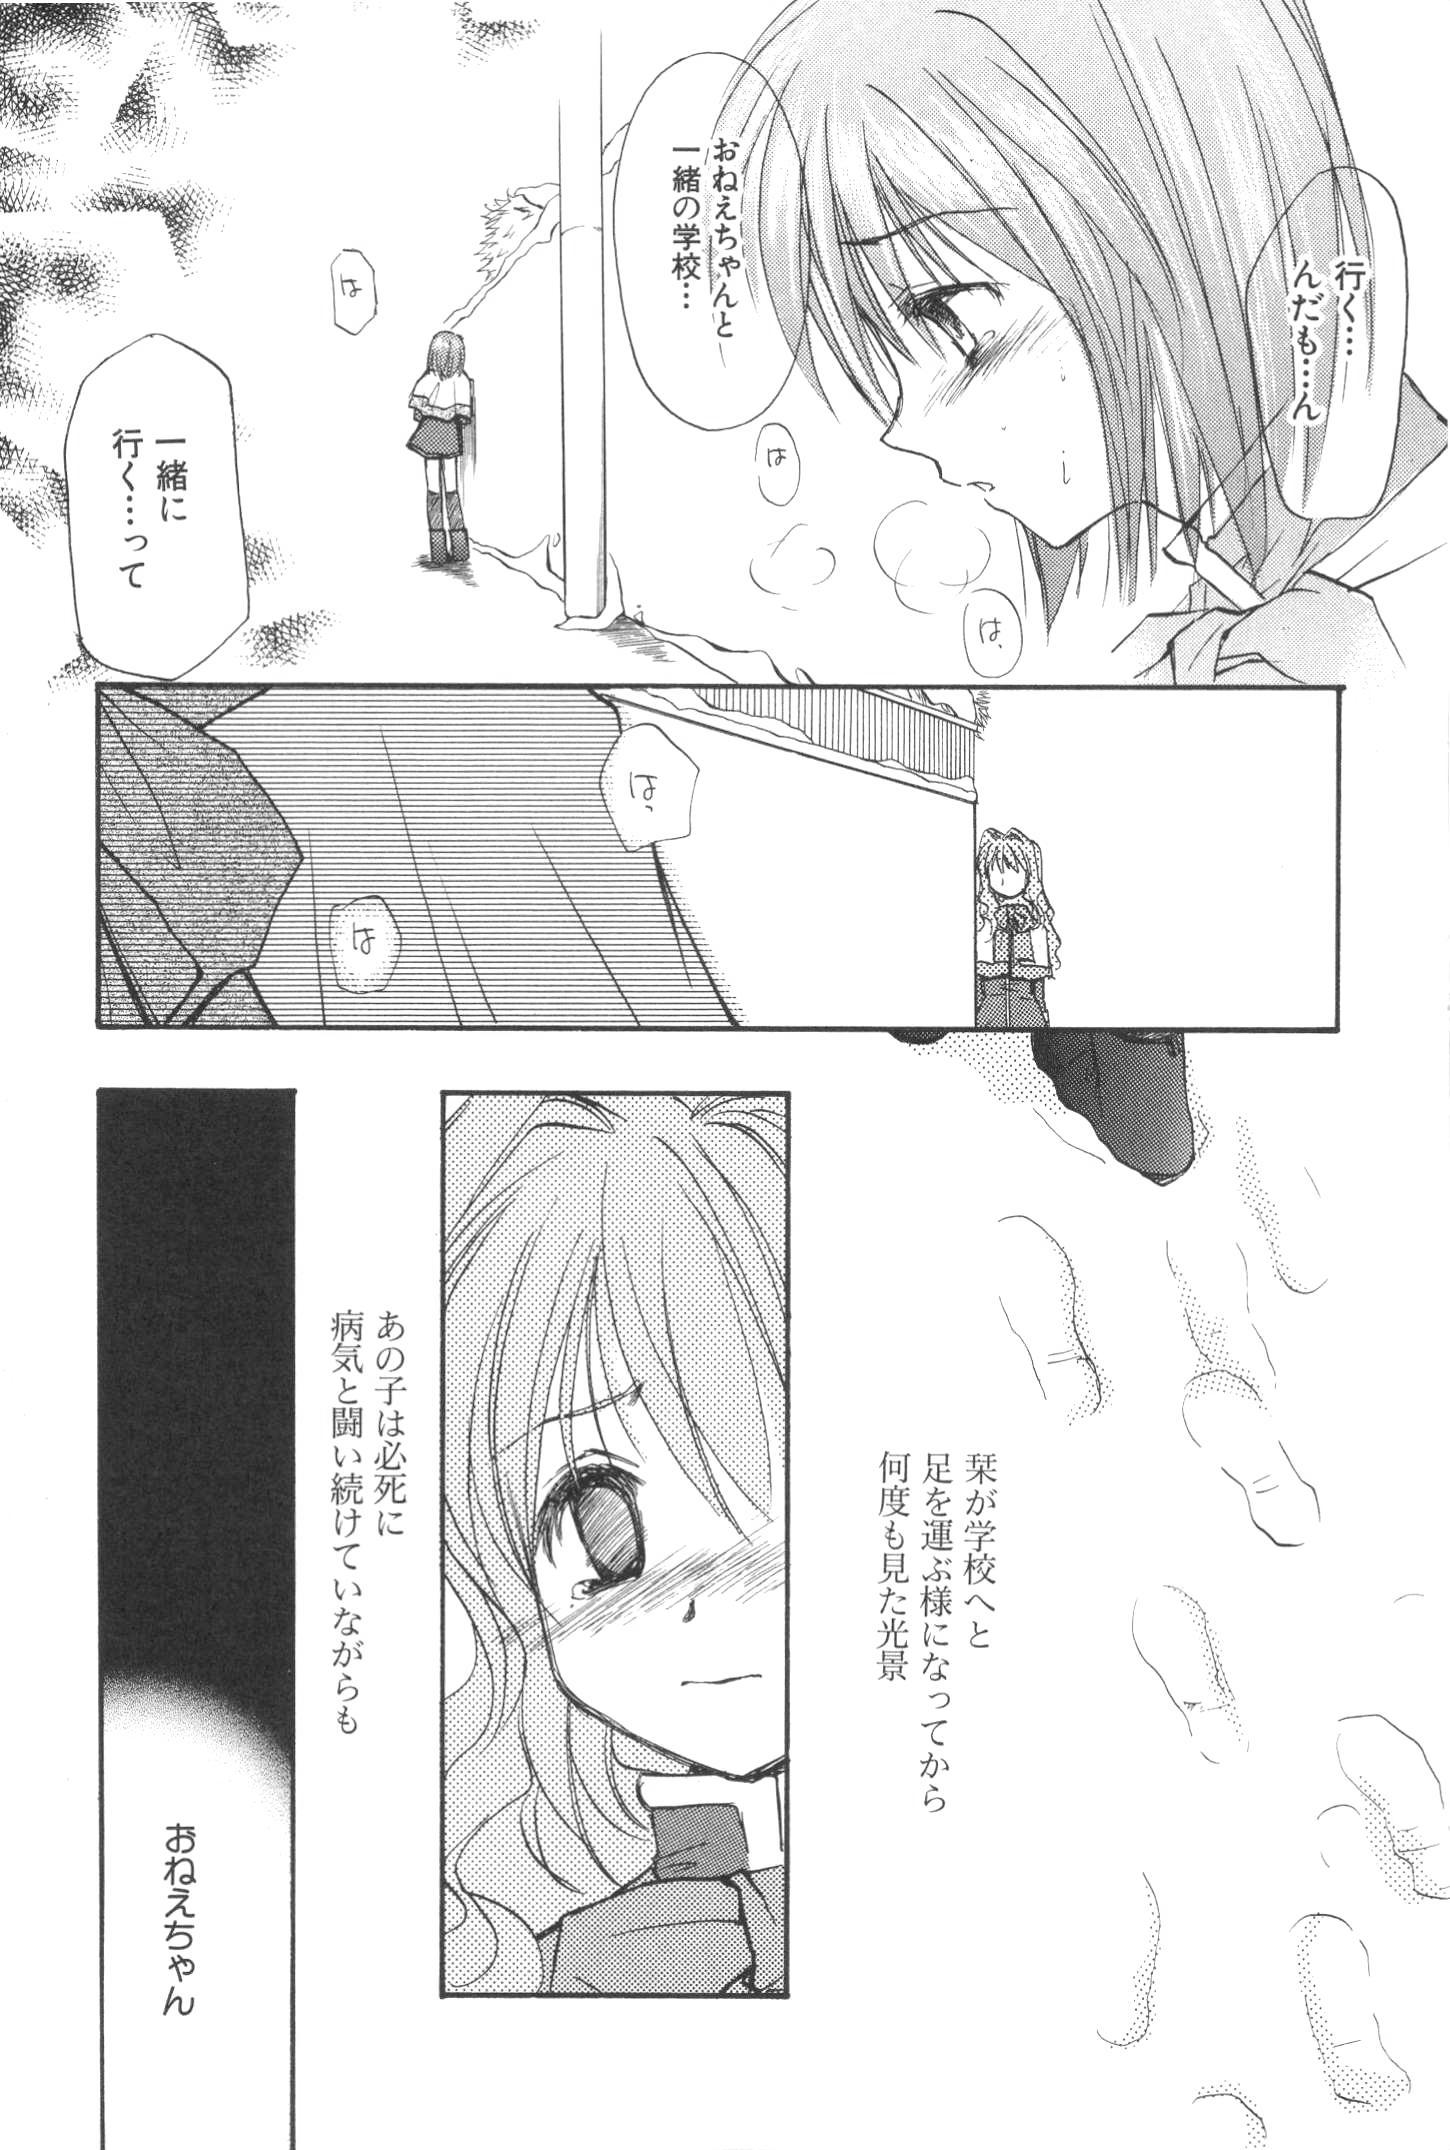 行く…
んだも…ん
おねえちゃんと
一緒の学校…
は
は、
は
一緒に
行く…って
は、
は
栞が学校へと
足を運ぶ様になってから
何度も見た光景
あの子は必死に
病気と闘い続けていながらも
おねえちゃん